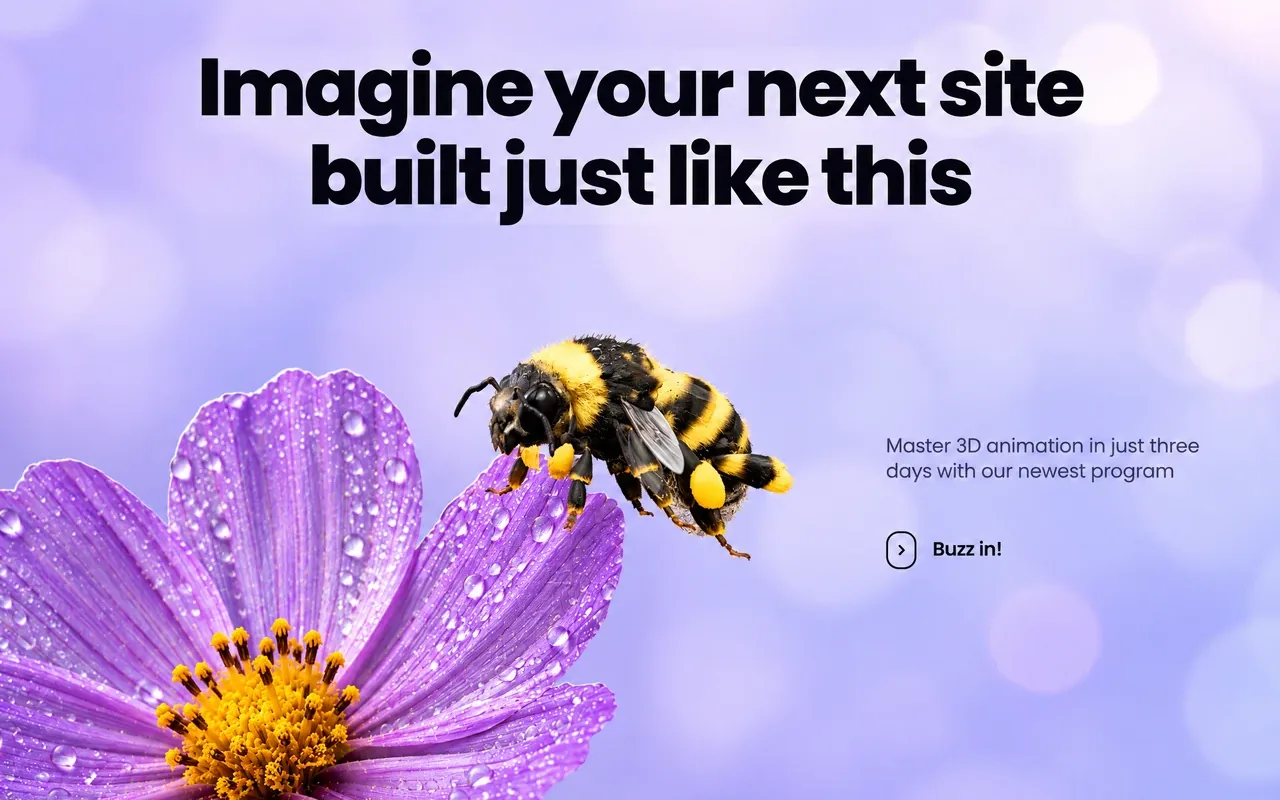 Imagine your next site
built just like this
Master 3D animation in just three
days with our newest program
Buzz in!